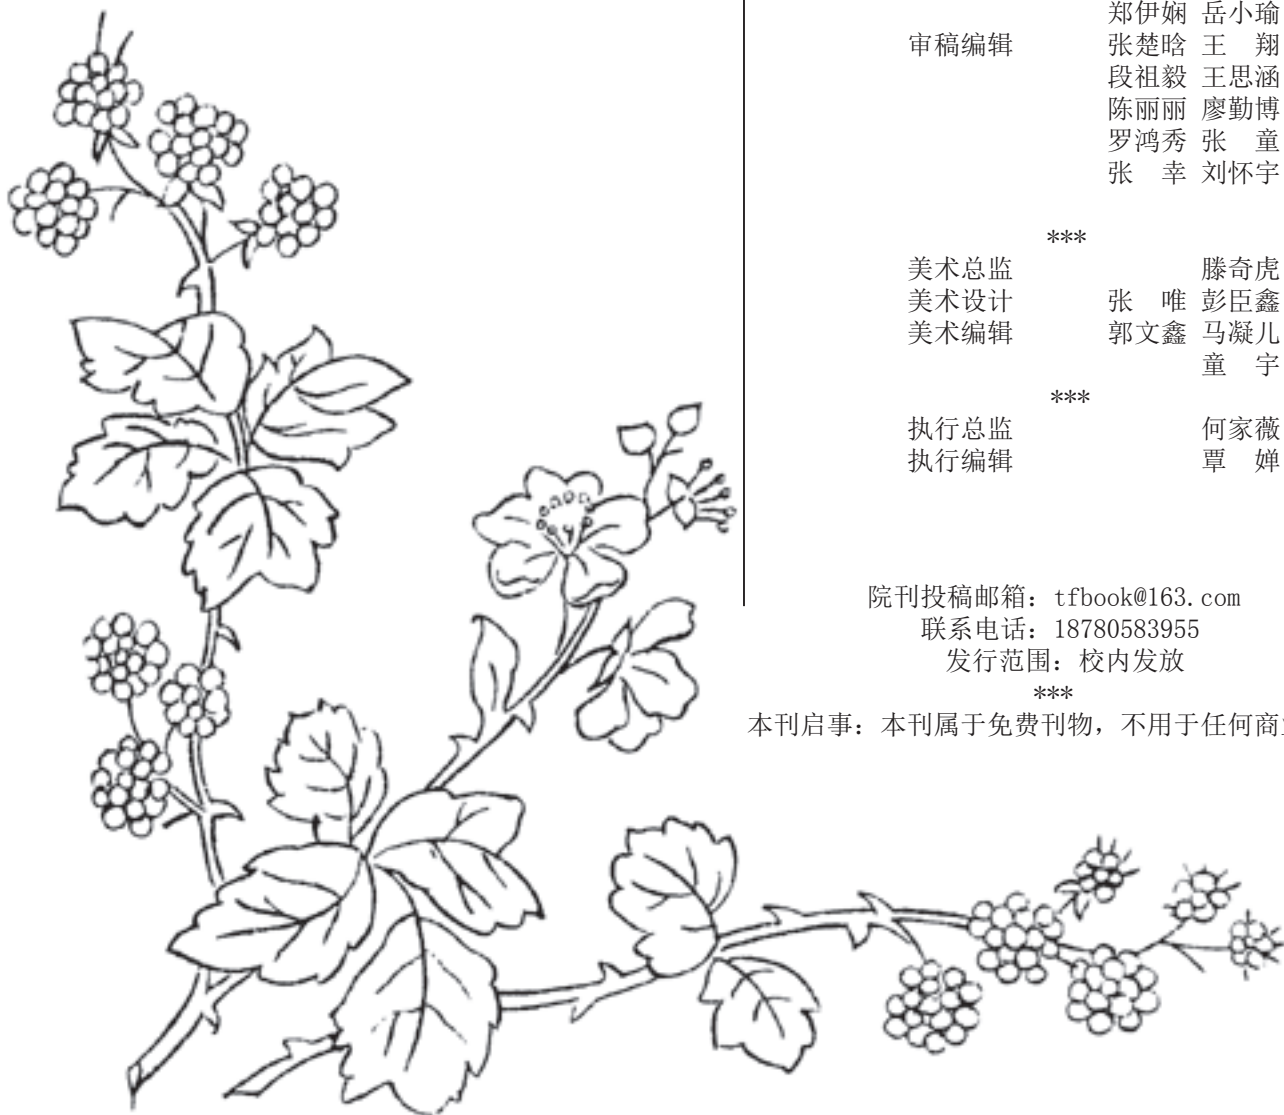 郑伊娴 岳小瑜
审稿编辑 张楚晗 王　翔
段祖毅 王思涵
陈丽丽 廖勤博
罗鸿秀 张　童
张　幸 刘怀宇
***
美术总监 滕奇虎
美术设计 张　唯 彭臣鑫
美术编辑 郭文鑫 马凝儿
童　宇
***
执行总监 何家薇
执行编辑 覃　婵
院刊投稿邮箱：tfbook@163.com
联系电话：18780583955
发行范围：校内发放
***
本刊启事：本刊属于免费刊物，不用于任何商